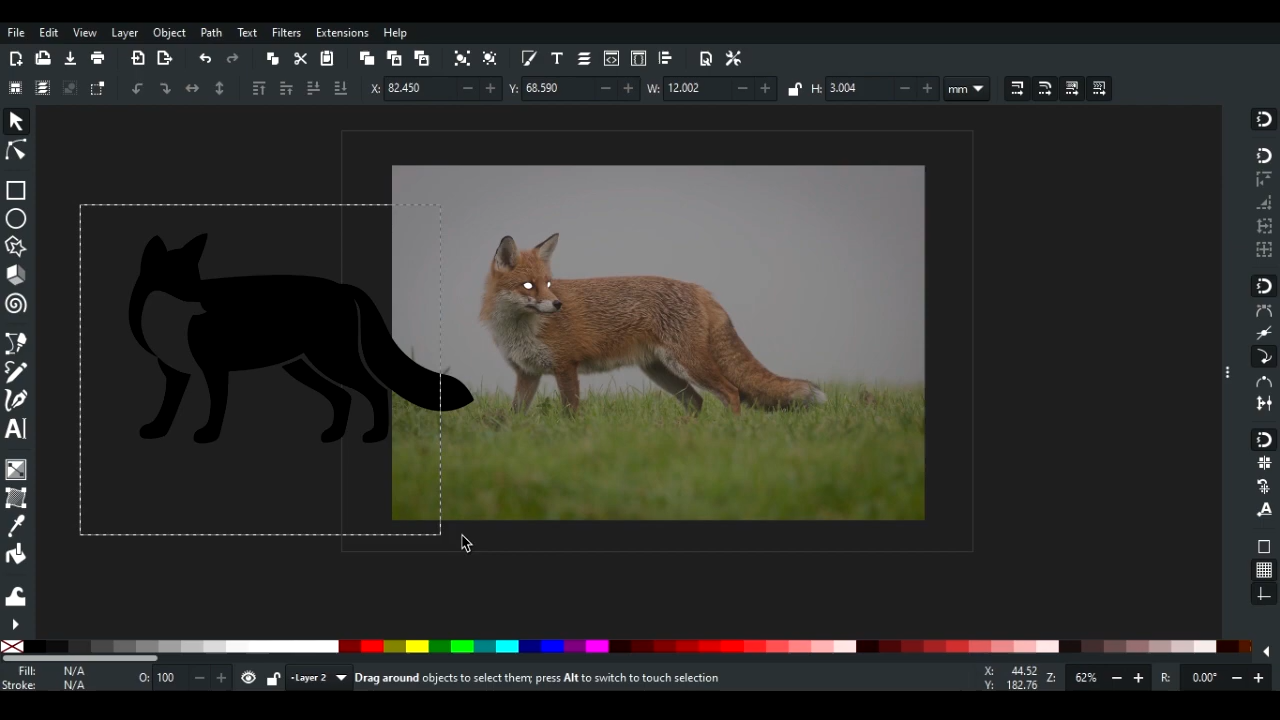 File Edit View Layer Object Path Text Filters Extensions Help
X: 82.450 Y: 68.590 W: 12.002 H: 3.004 mm
Fill: N/A
Stroke: N/A
O: 100
Layer 2
Drag around objects to select them; press Alt to switch to touch selection
X: 44.52
Y: 182.76
Z: 62%
R: 0.00°